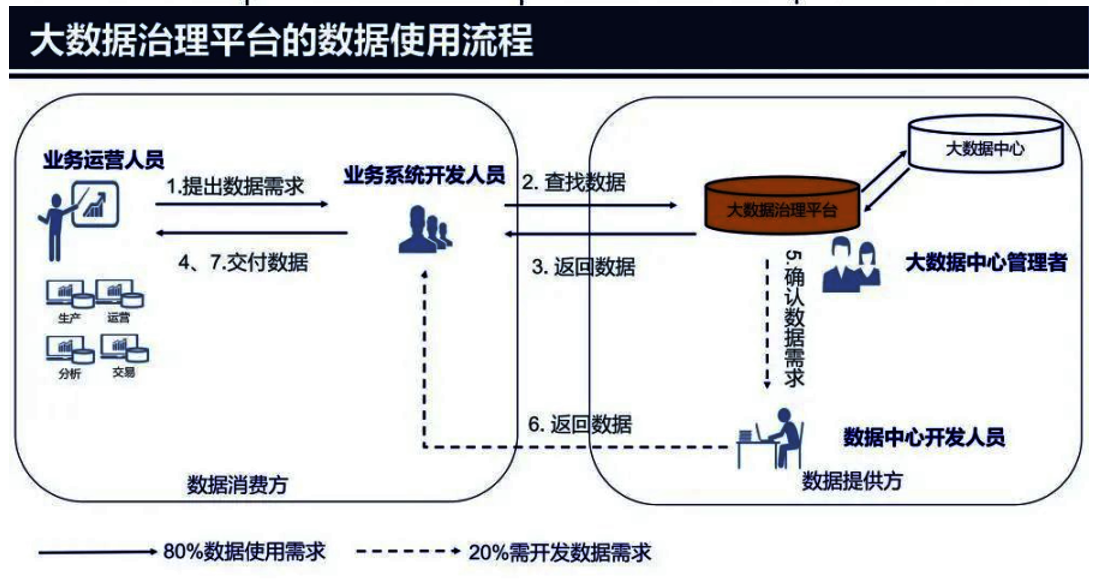 大数据治理平台的数据使用流程
业务运营人员
1.提出数据需求
4、7.交付数据
生产
运营
分析
交易
业务系统开发人员
数据消费方
2. 查找数据
3. 返回数据
6. 返回数据
大数据中心
大数据治理平台
大数据中心管理者
5.确认数据需求
数据中心开发人员
数据提供方
80%数据使用需求
20%需开发数据需求